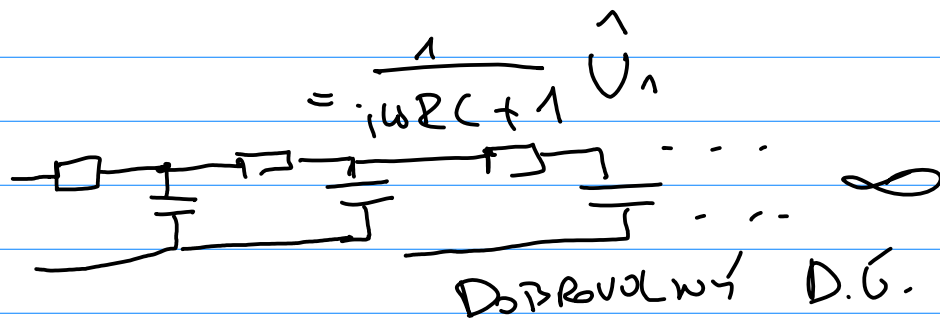 = 1/(iωRC + 1) Û₁
. . . ∞
. . .
DOBROVOLNÝ D.Ú.